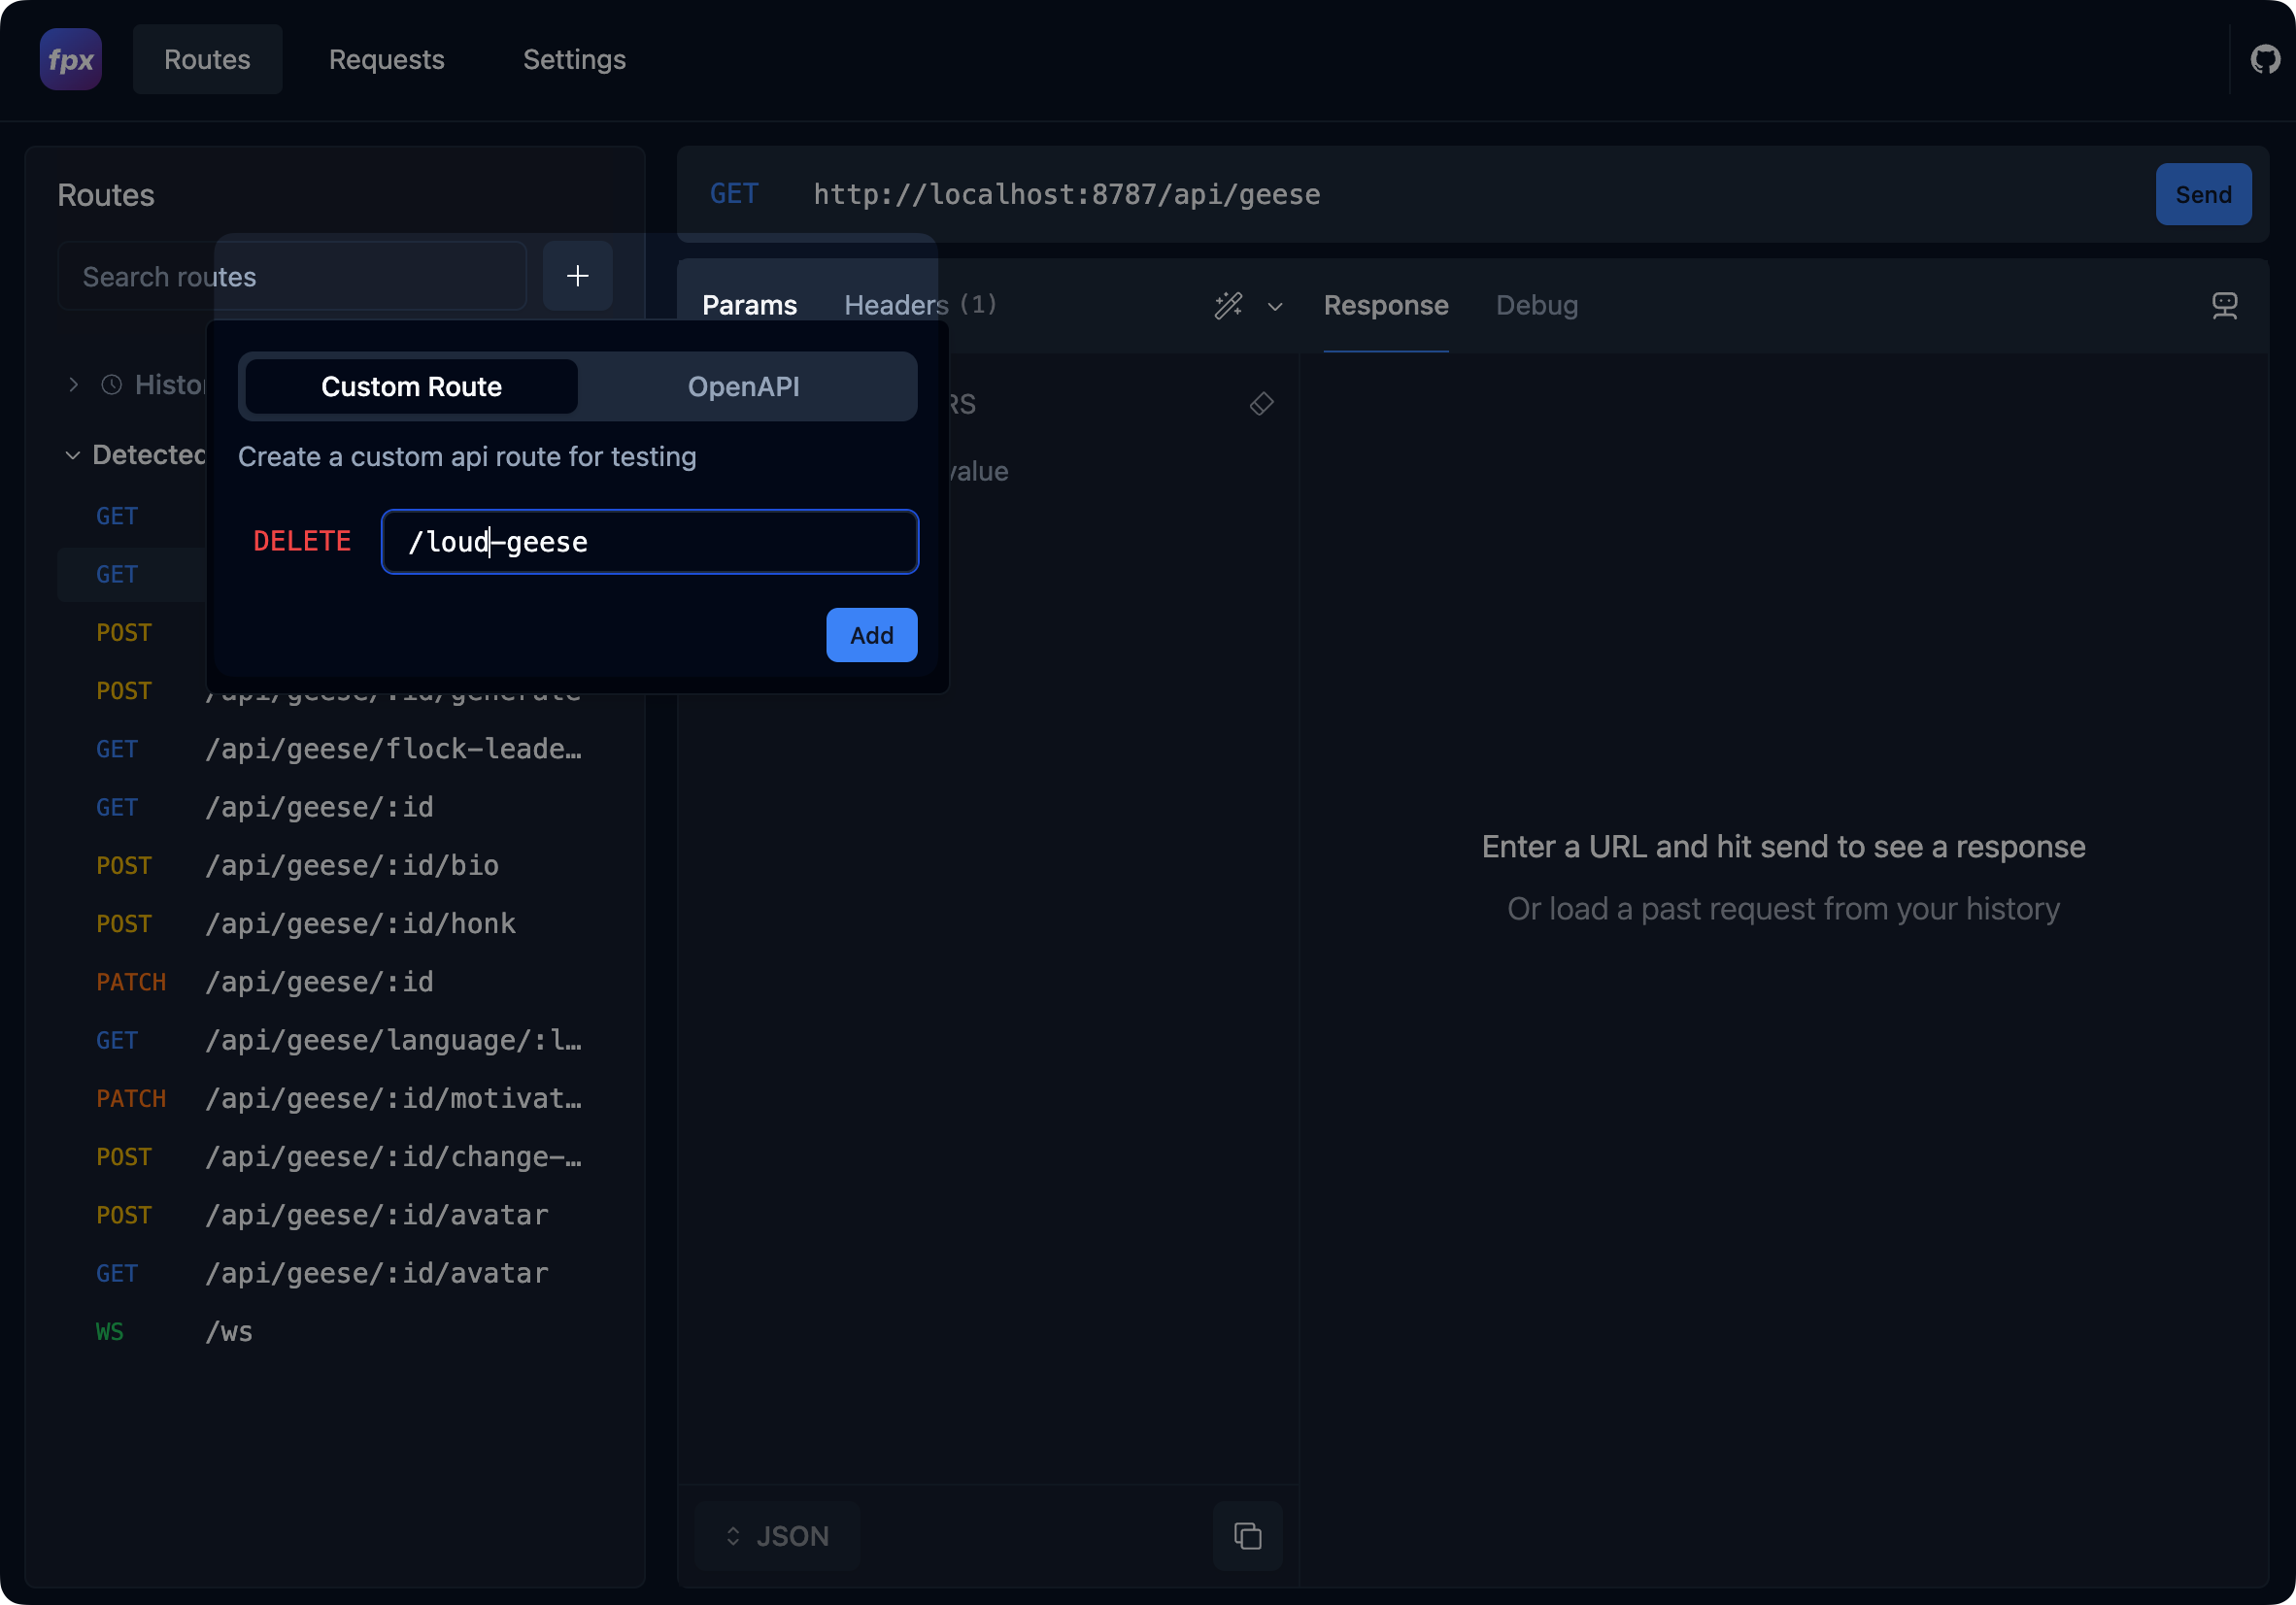 fpx Routes Requests Settings
Routes
Search routes
GET http://localhost:8787/api/geese Send
Params Headers (1) Response Debug
Custom Route OpenAPI
Create a custom api route for testing
DELETE /loud-geese
Add
Detected
value
GET
GET
POST
POST /api/geese/:id/generate
GET /api/geese/flock-leade…
GET /api/geese/:id
POST /api/geese/:id/bio
POST /api/geese/:id/honk
PATCH /api/geese/:id
GET /api/geese/language/:l…
PATCH /api/geese/:id/motivat…
POST /api/geese/:id/change-…
POST /api/geese/:id/avatar
GET /api/geese/:id/avatar
WS /ws
Enter a URL and hit send to see a response
Or load a past request from your history
JSON